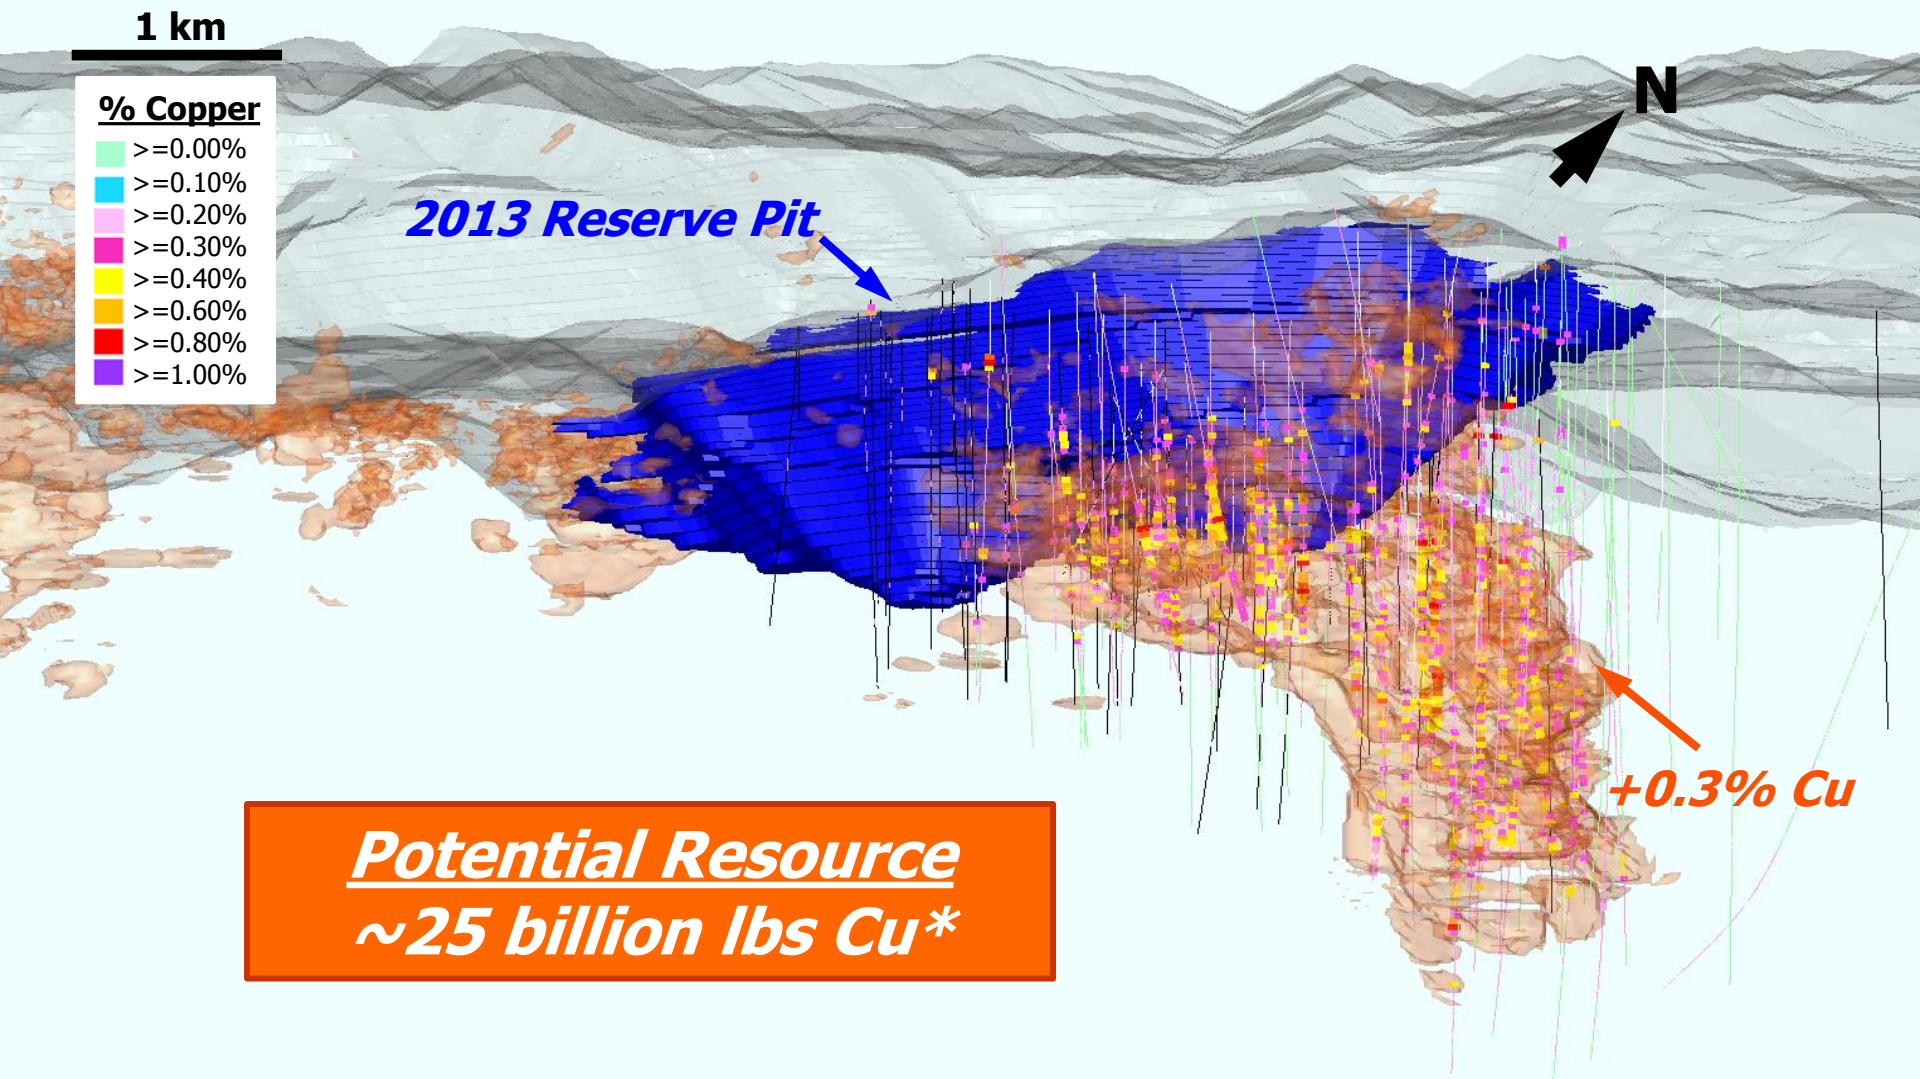 1 km
N
% Copper
>=0.00%
>=0.10%
>=0.20%
>=0.30%
>=0.40%
>=0.60%
>=0.80%
>=1.00%
2013 Reserve Pit
+0.3% Cu
Potential Resource
~25 billion lbs Cu*